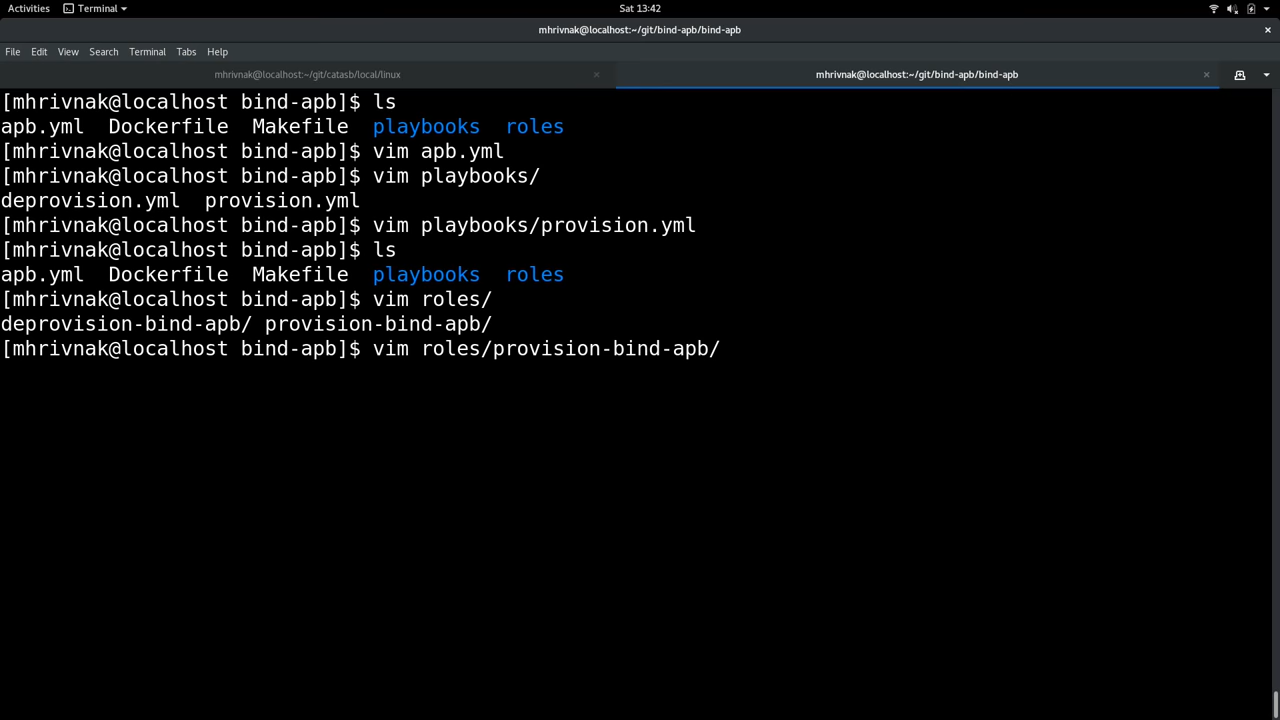 Activities Terminal Sat 13:42
mhrivnak@localhost:~/git/bind-apb/bind-apb
File Edit View Search Terminal Tabs Help
mhrivnak@localhost:~/git/catasb/local/linux mhrivnak@localhost:~/git/bind-apb/bind-apb
[mhrivnak@localhost bind-apb]$ ls
apb.yml Dockerfile Makefile playbooks roles
[mhrivnak@localhost bind-apb]$ vim apb.yml
[mhrivnak@localhost bind-apb]$ vim playbooks/
deprovision.yml provision.yml
[mhrivnak@localhost bind-apb]$ vim playbooks/provision.yml
[mhrivnak@localhost bind-apb]$ ls
apb.yml Dockerfile Makefile playbooks roles
[mhrivnak@localhost bind-apb]$ vim roles/
deprovision-bind-apb/ provision-bind-apb/
[mhrivnak@localhost bind-apb]$ vim roles/provision-bind-apb/